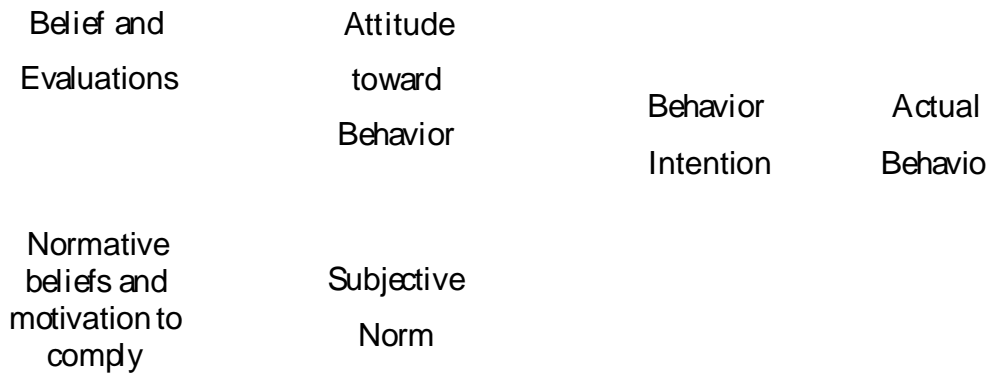 Belief and
Evaluations
Attitude
toward
Behavior
Behavior
Intention
Actual
Behavio
Normative
beliefs and
motivation to
comply
Subjective
Norm